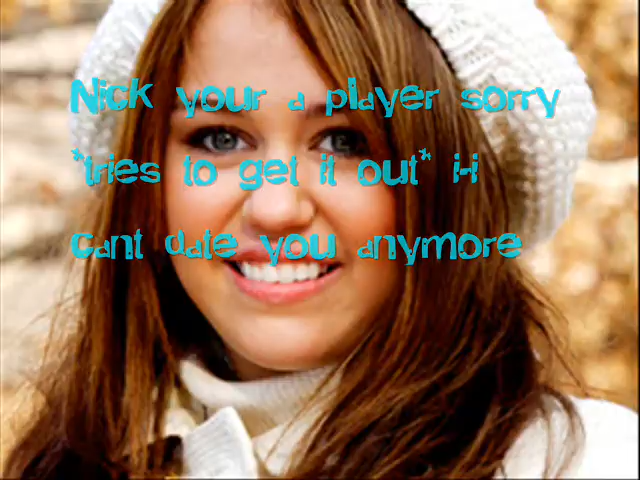 Nick your a player sorry
*tries to get it out* i-i
cant date you anymore